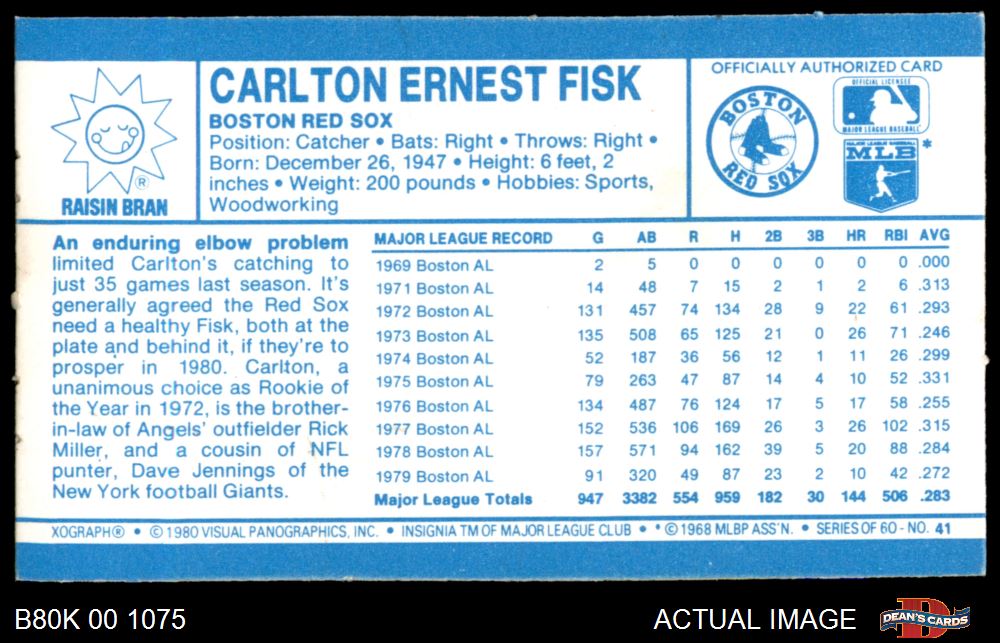 RAISIN BRAN
®
CARLTON ERNEST FISK
BOSTON RED SOX
Position: Catcher • Bats: Right • Throws: Right •
Born: December 26, 1947 • Height: 6 feet, 2
inches • Weight: 200 pounds • Hobbies: Sports,
Woodworking
OFFICIALLY AUTHORIZED CARD
BOSTON
RED SOX
OFFICIAL LICENSEE
MAJOR LEAGUE BASEBALL
MAJOR LEAGUE BASEBALL
MLB *
An enduring elbow problem
limited Carlton's catching to
just 35 games last season. It's
generally agreed the Red Sox
need a healthy Fisk, both at the
plate and behind it, if they're to
prosper in 1980. Carlton, a
unanimous choice as Rookie of
the Year in 1972, is the brother-
in-law of Angels' outfielder Rick
Miller, and a cousin of NFL
punter, Dave Jennings of the
New York football Giants.
MAJOR LEAGUE RECORD G AB R H 2B 3B HR RBI AVG
1969 Boston AL 2 5 0 0 0 0 0 0 .000
1971 Boston AL 14 48 7 15 2 1 2 6 .313
1972 Boston AL 131 457 74 134 28 9 22 61 .293
1973 Boston AL 135 508 65 125 21 0 26 71 .246
1974 Boston AL 52 187 36 56 12 1 11 26 .299
1975 Boston AL 79 263 47 87 14 4 10 52 .331
1976 Boston AL 134 487 76 124 17 5 17 58 .255
1977 Boston AL 152 536 106 169 26 3 26 102 .315
1978 Boston AL 157 571 94 162 39 5 20 88 .284
1979 Boston AL 91 320 49 87 23 2 10 42 .272
Major League Totals 947 3382 554 959 182 30 144 506 .283
XOGRAPH® • © 1980 VISUAL PANOGRAPHICS, INC. • INSIGNIA TM OF MAJOR LEAGUE CLUB • * © 1968 MLBP ASS'N. • SERIES OF 60 - NO. 41
B80K 00 1075
ACTUAL IMAGE
D
DEAN'S CARDS